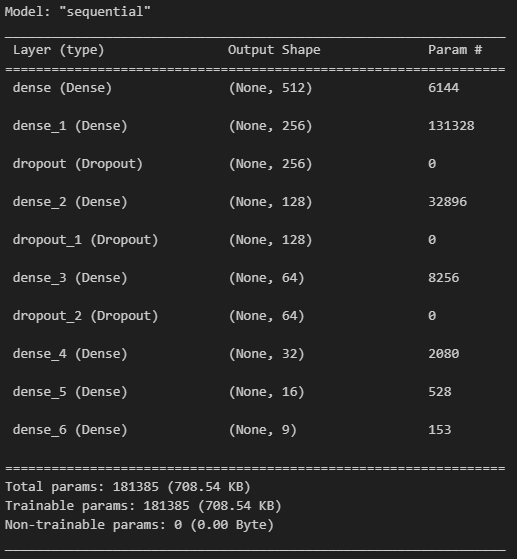 Model: "sequential"
_________________________________________________________________
Layer (type) Output Shape Param #
=================================================================
dense (Dense) (None, 512) 6144
dense_1 (Dense) (None, 256) 131328
dropout (Dropout) (None, 256) 0
dense_2 (Dense) (None, 128) 32896
dropout_1 (Dropout) (None, 128) 0
dense_3 (Dense) (None, 64) 8256
dropout_2 (Dropout) (None, 64) 0
dense_4 (Dense) (None, 32) 2080
dense_5 (Dense) (None, 16) 528
dense_6 (Dense) (None, 9) 153
=================================================================
Total params: 181385 (708.54 KB)
Trainable params: 181385 (708.54 KB)
Non-trainable params: 0 (0.00 Byte)
_________________________________________________________________